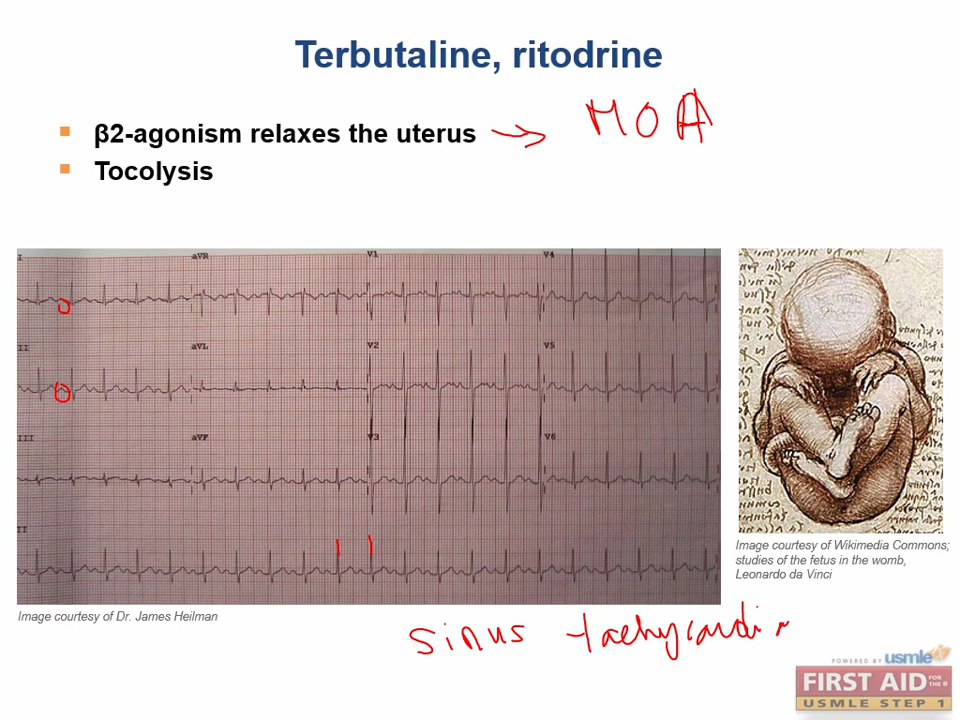 Terbutaline, ritodrine
β2-agonism relaxes the uterus → MOA
Tocolysis
I aVR V1 V4
II aVL V2 V5
III aVF V3 V6
II
Image courtesy of Dr. James Heilman
Image courtesy of Wikimedia Commons;
studies of the fetus in the womb,
Leonardo da Vinci
sinus tachycardia
POWERED BY usmle
FIRST AID FOR THE ®
USMLE STEP 1